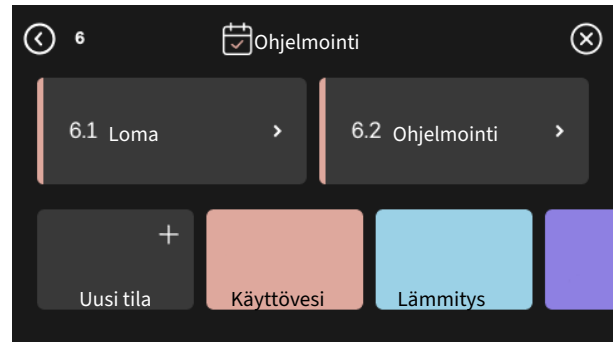 6 Ohjelmointi
6.1 Loma
6.2 Ohjelmointi
Uusi tila
Käyttövesi
Lämmitys